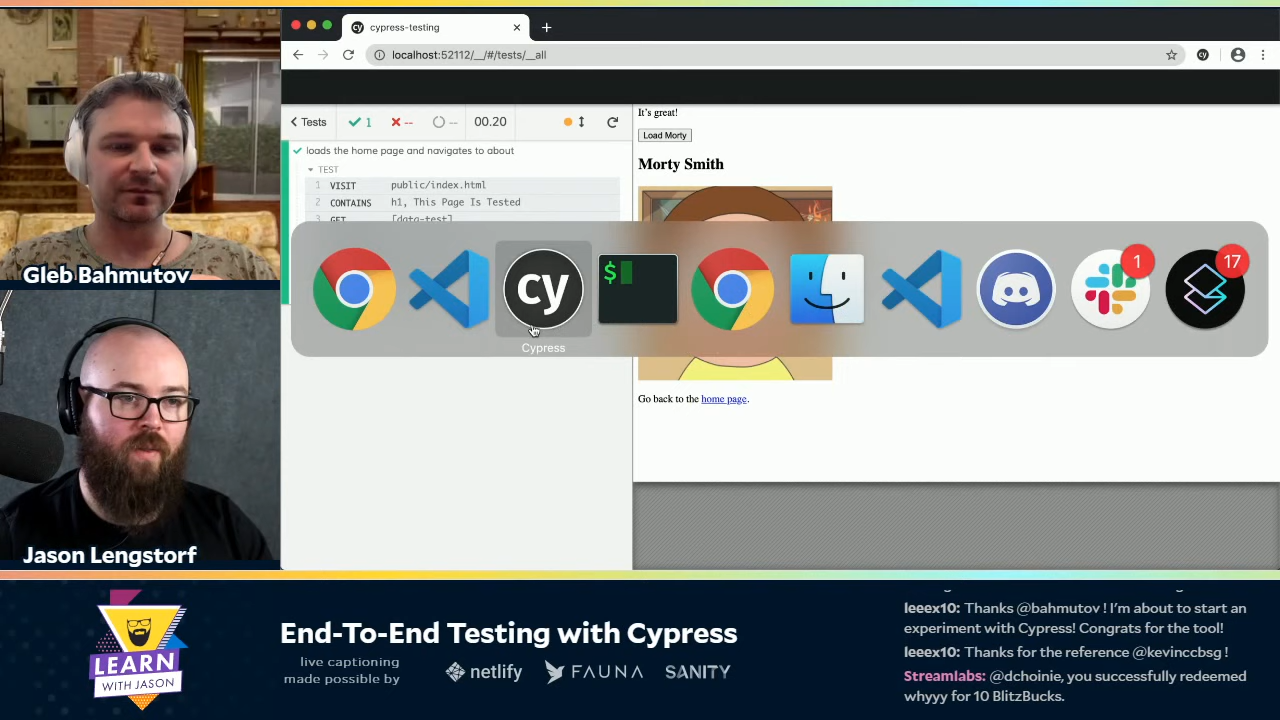 cypress-testing
localhost:52112/__/#/tests/__all
Tests
1
--
--
00.20
loads the home page and navigates to about
TEST
1 VISIT public/index.html
2 CONTAINS h1, This Page Is Tested
3 GET [data-test]
It's great!
Load Morty
Morty Smith
cy
$
1
17
Cypress
Go back to the home page.
Gleb Bahmutov
Jason Lengstorf
LEARN
WITH JASON
End-To-End Testing with Cypress
live captioning
made possible by
netlify
FAUNA
SANITY
leeex10: Thanks @bahmutov ! I'm about to start an
experiment with Cypress! Congrats for the tool!
leeex10: Thanks for the reference @kevinccbsg !
Streamlabs: @dchoinie, you successfully redeemed
whyyy for 10 BlitzBucks.